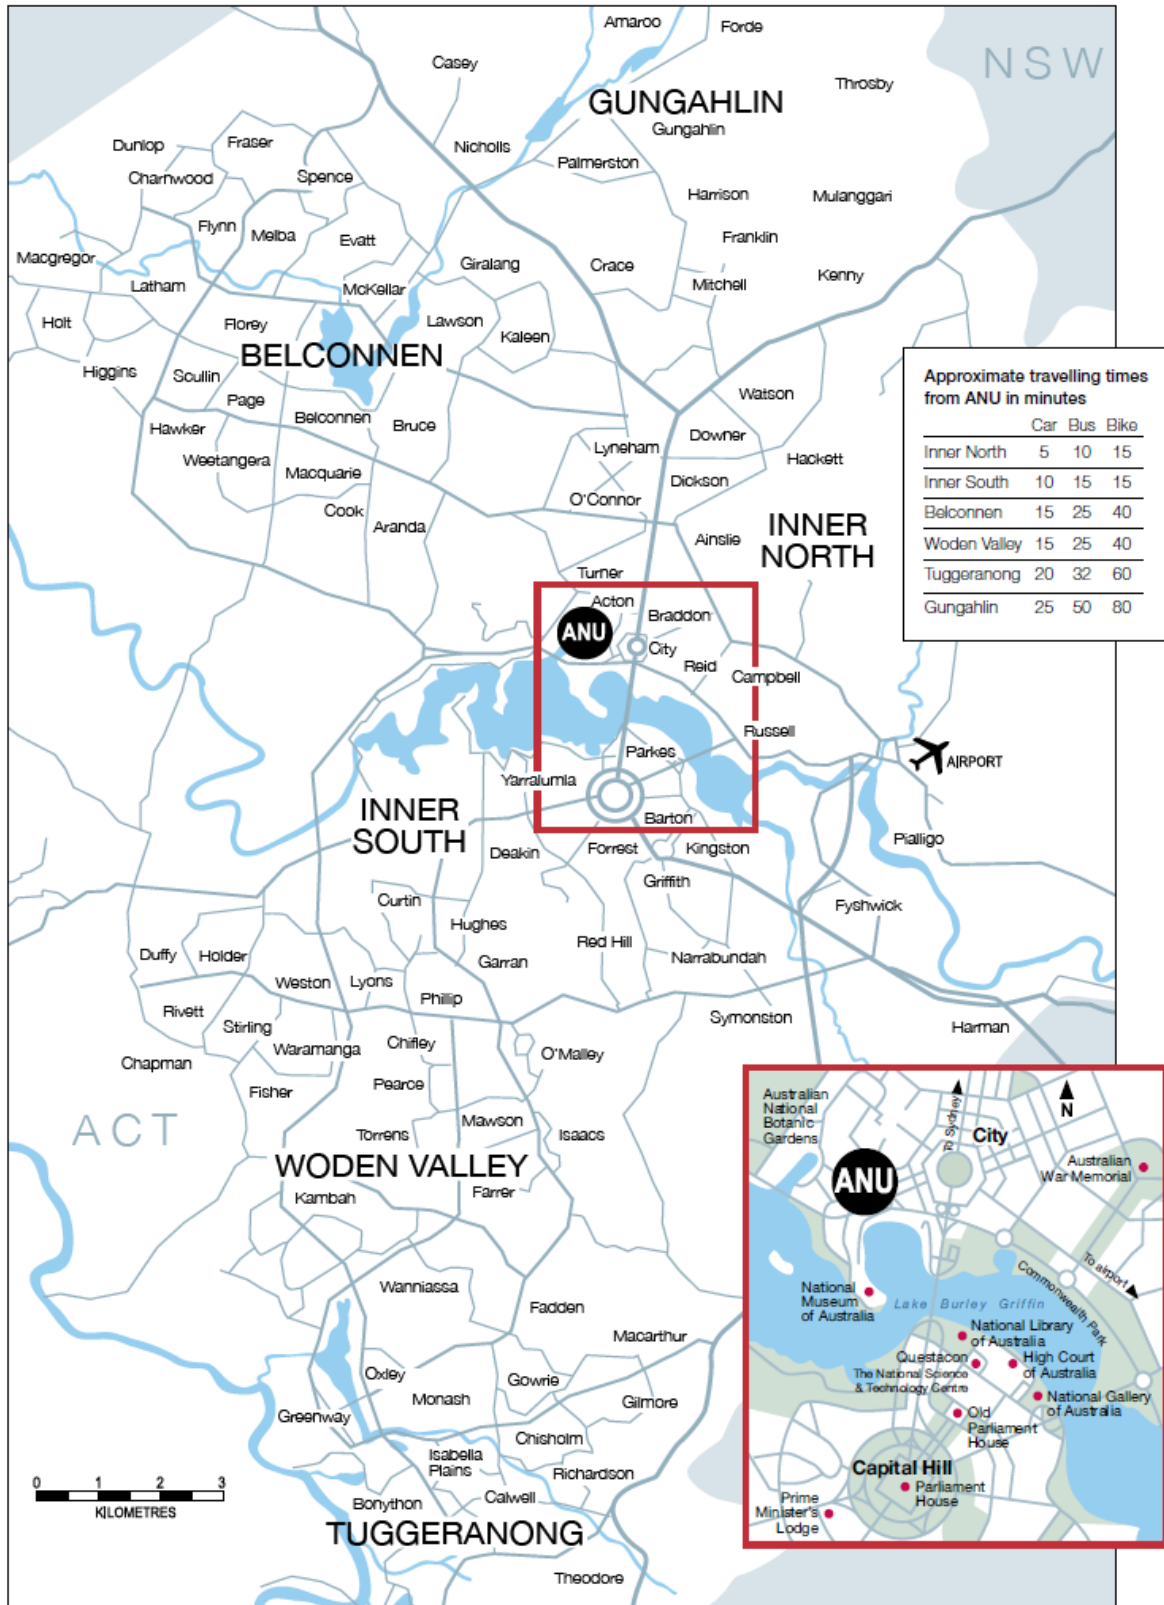 Amaroo
Forde
NSW
Casey
Throsby
GUNGAHLIN
Gungahlin
Dunlop
Fraser
Nicholls
Palmerston
Charnwood
Spence
Harrison
Mulanggari
Flynn
Melba
Evatt
Franklin
Macgregor
Giralang
Crace
Kenny
Latham
McKellar
Mitchell
Holt
Florey
Lawson
Kaleen
BELCONNEN
Higgins
Scullin
Page
Watson
Belconnen
Bruce
Hawker
Downer
Lyneham
Weetangera
Macquarie
Hackett
Dickson
Cook
O'Connor
Aranda
INNER
NORTH
Ainslie
Turner
Acton
Braddon
ANU
City
Reid
Campbell
Russell
Parkes
AIRPORT
Yarralumla
INNER
SOUTH
Barton
Pialligo
Deakin
Forrest
Kingston
Griffith
Curtin
Fyshwick
Hughes
Red Hill
Duffy
Holder
Garran
Narrabundah
Weston
Lyons
Phillip
Rivett
Symonston
Harman
Stirling
Waramanga
Chifley
O'Malley
Chapman
Fisher
Pearce
ACT
Mawson
Torrens
Isaacs
WODEN VALLEY
Kambah
Farrer
Wanniassa
Fadden
Macarthur
Oxley
Gowrie
Monash
Gilmore
Greenway
Chisholm
Isabella
Plains
Richardson
Bonython
Calwell
TUGGERANONG
Theodore
0 1 2 3
KILOMETRES
Approximate travelling times
from ANU in minutes
Car Bus Bike
Inner North 5 10 15
Inner South 10 15 15
Belconnen 15 25 40
Woden Valley 15 25 40
Tuggeranong 20 32 60
Gungahlin 25 50 80
Australian
National
Botanic
Gardens
To Sydney
N
City
ANU
Australian
War Memorial
To airport
Commonwealth Park
National
Museum
of Australia
Lake Burley Griffin
National Library
of Australia
Questacon
The National Science
& Technology Centre
High Court
of Australia
National Gallery
of Australia
Old
Parliament
House
Capital Hill
Parliament
House
Prime
Minister's
Lodge